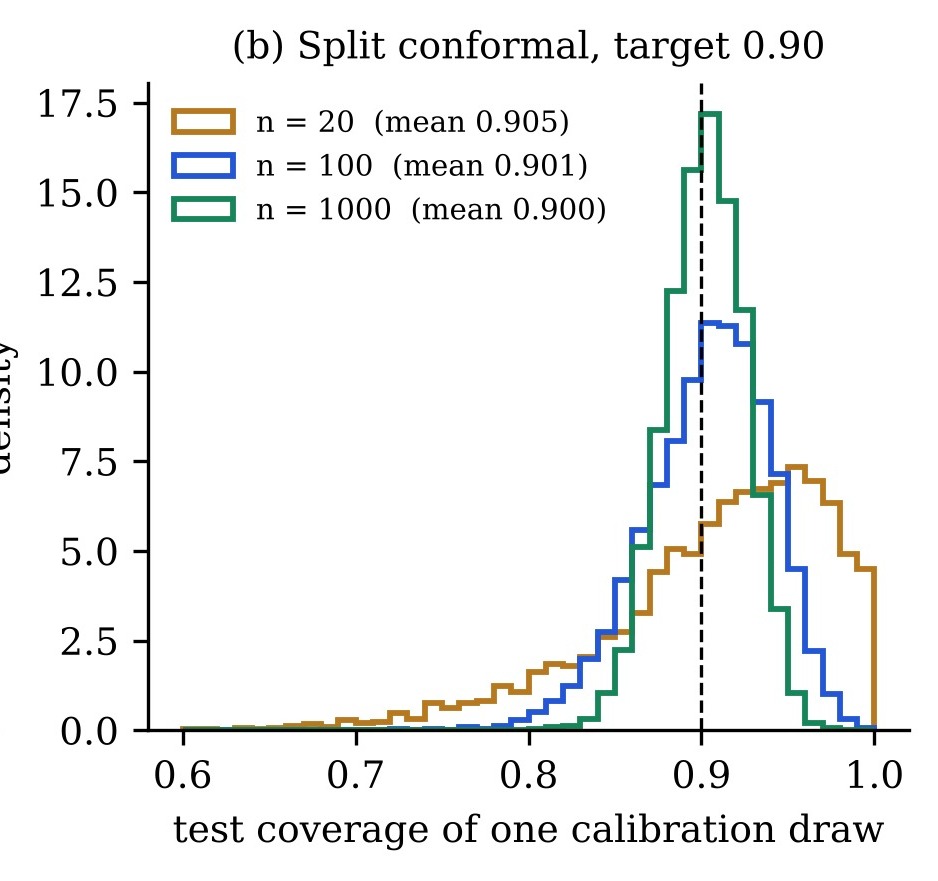 (b) Split conformal, target 0.90
17.5
15.0
12.5
10.0
7.5
5.0
2.5
0.0
n = 20 (mean 0.905)
n = 100 (mean 0.901)
n = 1000 (mean 0.900)
0.6 0.7 0.8 0.9 1.0
test coverage of one calibration draw